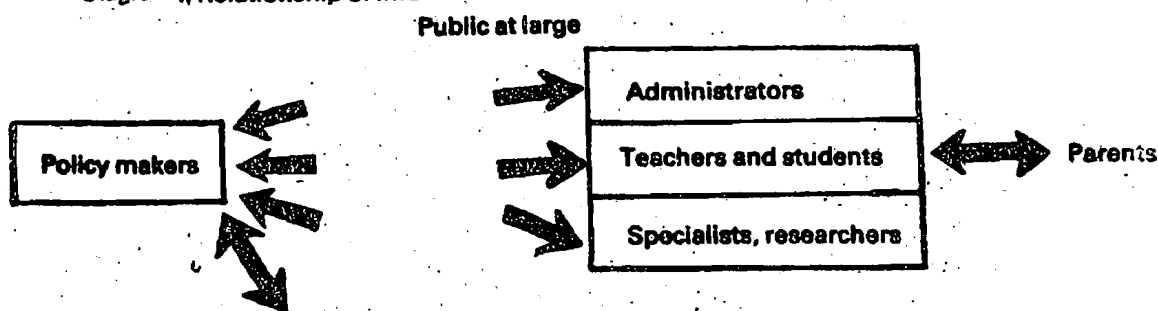 Public at large
Administrators
Policy makers
Teachers and students
Parents
Specialists, researchers